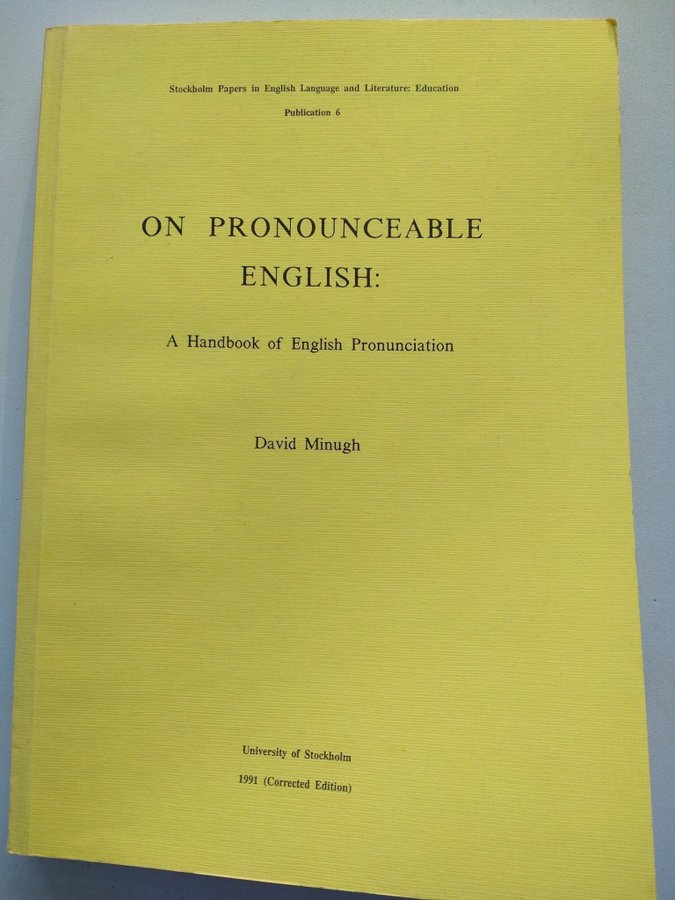 Stockholm Papers in English Language and Literature: Education
Publication 6
ON PRONOUNCEABLE
ENGLISH:
A Handbook of English Pronunciation
David Minugh
University of Stockholm
1991 (Corrected Edition)